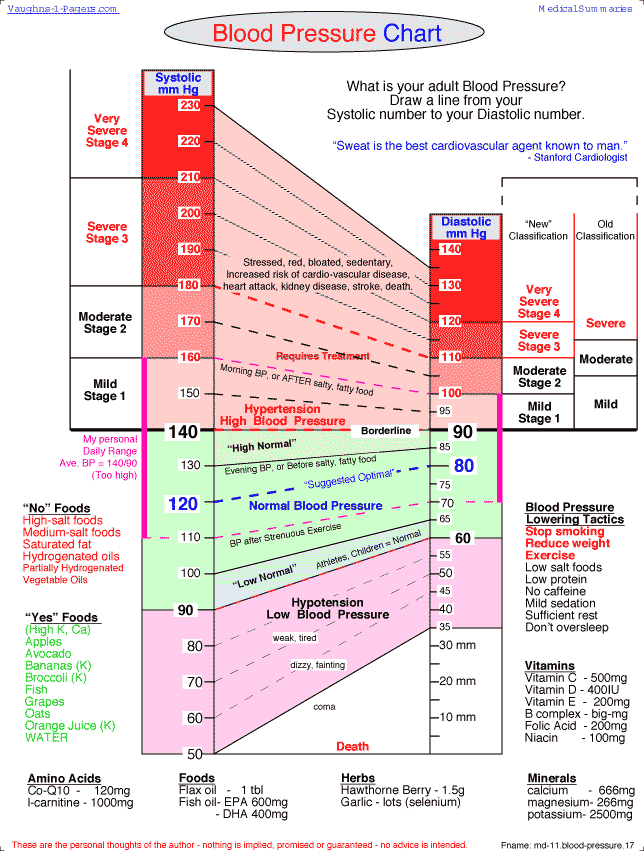 Vaughns-1-Pagers.com
MedicalSummaries
Blood Pressure Chart
Systolic
mm Hg
230
220
210
200
190
180
170
160
150
140
130
120
110
100
90
80
70
60
50
Very
Severe
Stage 4
Severe
Stage 3
Moderate
Stage 2
Mild
Stage 1
My personal
Daily Range
Ave. BP = 140/90
(Too high)
What is your adult Blood Pressure?
Draw a line from your
Systolic number to your Diastolic number.
“Sweat is the best cardiovascular agent known to man.”
- Stanford Cardiologist
Stressed, red, bloated, sedentary,
Increased risk of cardio-vascular disease,
heart attack, kidney disease, stroke, death.
Requires Treatment
Morning BP, or AFTER salty, fatty food
Hypertension
High Blood Pressure
Borderline
“High Normal”
Evening BP, or Before salty, fatty food
“Suggested Optimal”
Normal Blood Pressure
BP after Strenuous Exercise
Athletes, Children = Normal
“Low Normal”
Hypotension
Low Blood Pressure
weak, tired
dizzy, fainting
coma
Death
Diastolic
mm Hg
140
130
120
110
100
95
90
85
80
75
70
65
60
55
50
45
40
35
30 mm
20 mm
10 mm
“New”
Classification
Old
Classification
Very
Severe
Stage 4
Severe
Stage 3
Moderate
Stage 2
Mild
Stage 1
Severe
Moderate
Mild
“No” Foods
High-salt foods
Medium-salt foods
Saturated fat
Hydrogenated oils
Partially Hydrogenated
Vegetable Oils
“Yes” Foods
(High K, Ca)
Apples
Avocado
Bananas (K)
Broccoli (K)
Fish
Grapes
Oats
Orange Juice (K)
WATER
Blood Pressure
Lowering Tactics
Stop smoking
Reduce weight
Exercise
Low salt foods
Low protein
No caffeine
Mild sedation
Sufficient rest
Don't oversleep
Vitamins
Vitamin C - 500mg
Vitamin D - 400IU
Vitamin E - 200mg
B complex - big-mg
Folic Acid - 200mg
Niacin - 100mg
Amino Acids
Co-Q10 - 120mg
l-carnitine - 1000mg
Foods
Flax oil - 1 tbl
Fish oil- EPA 600mg
- DHA 400mg
Herbs
Hawthorne Berry - 1.5g
Garlic - lots (selenium)
Minerals
calcium - 666mg
magnesium- 266mg
potassium- 2500mg
These are the personal thoughts of the author - nothing is implied, promised or guaranteed - no advice is intended.
Fname: md-11.blood-pressure.17